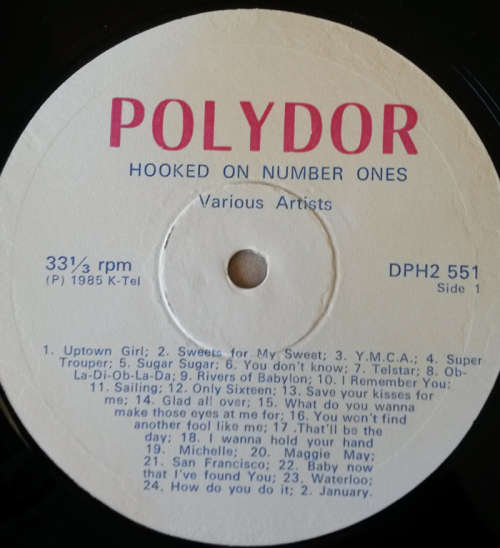 POLYDOR
HOOKED ON NUMBER ONES
Various Artists
33 1/3 rpm
(P) 1985 K-Tel
DPH2 551
Side 1
1. Uptown Girl; 2. Sweets for My Sweet; 3. Y.M.C.A.; 4. Super
Trouper; 5. Sugar Sugar; 6. You don't know; 7. Telstar; 8. Ob-
La-Di-Ob-La-Da; 9. Rivers of Babylon; 10. I Remember You;
11. Sailing; 12. Only Sixteen; 13. Save your kisses for
me; 14. Glad all over; 15. What do you wanna
make those eyes at me for; 16. You won't find
another fool like me; 17 .That'll be the
day; 18. I wanna hold your hand
19. Michelle; 20. Maggie May;
21. San Francisco; 22. Baby now
that I've found You; 23. Waterloo;
24. How do you do it; 2. January.